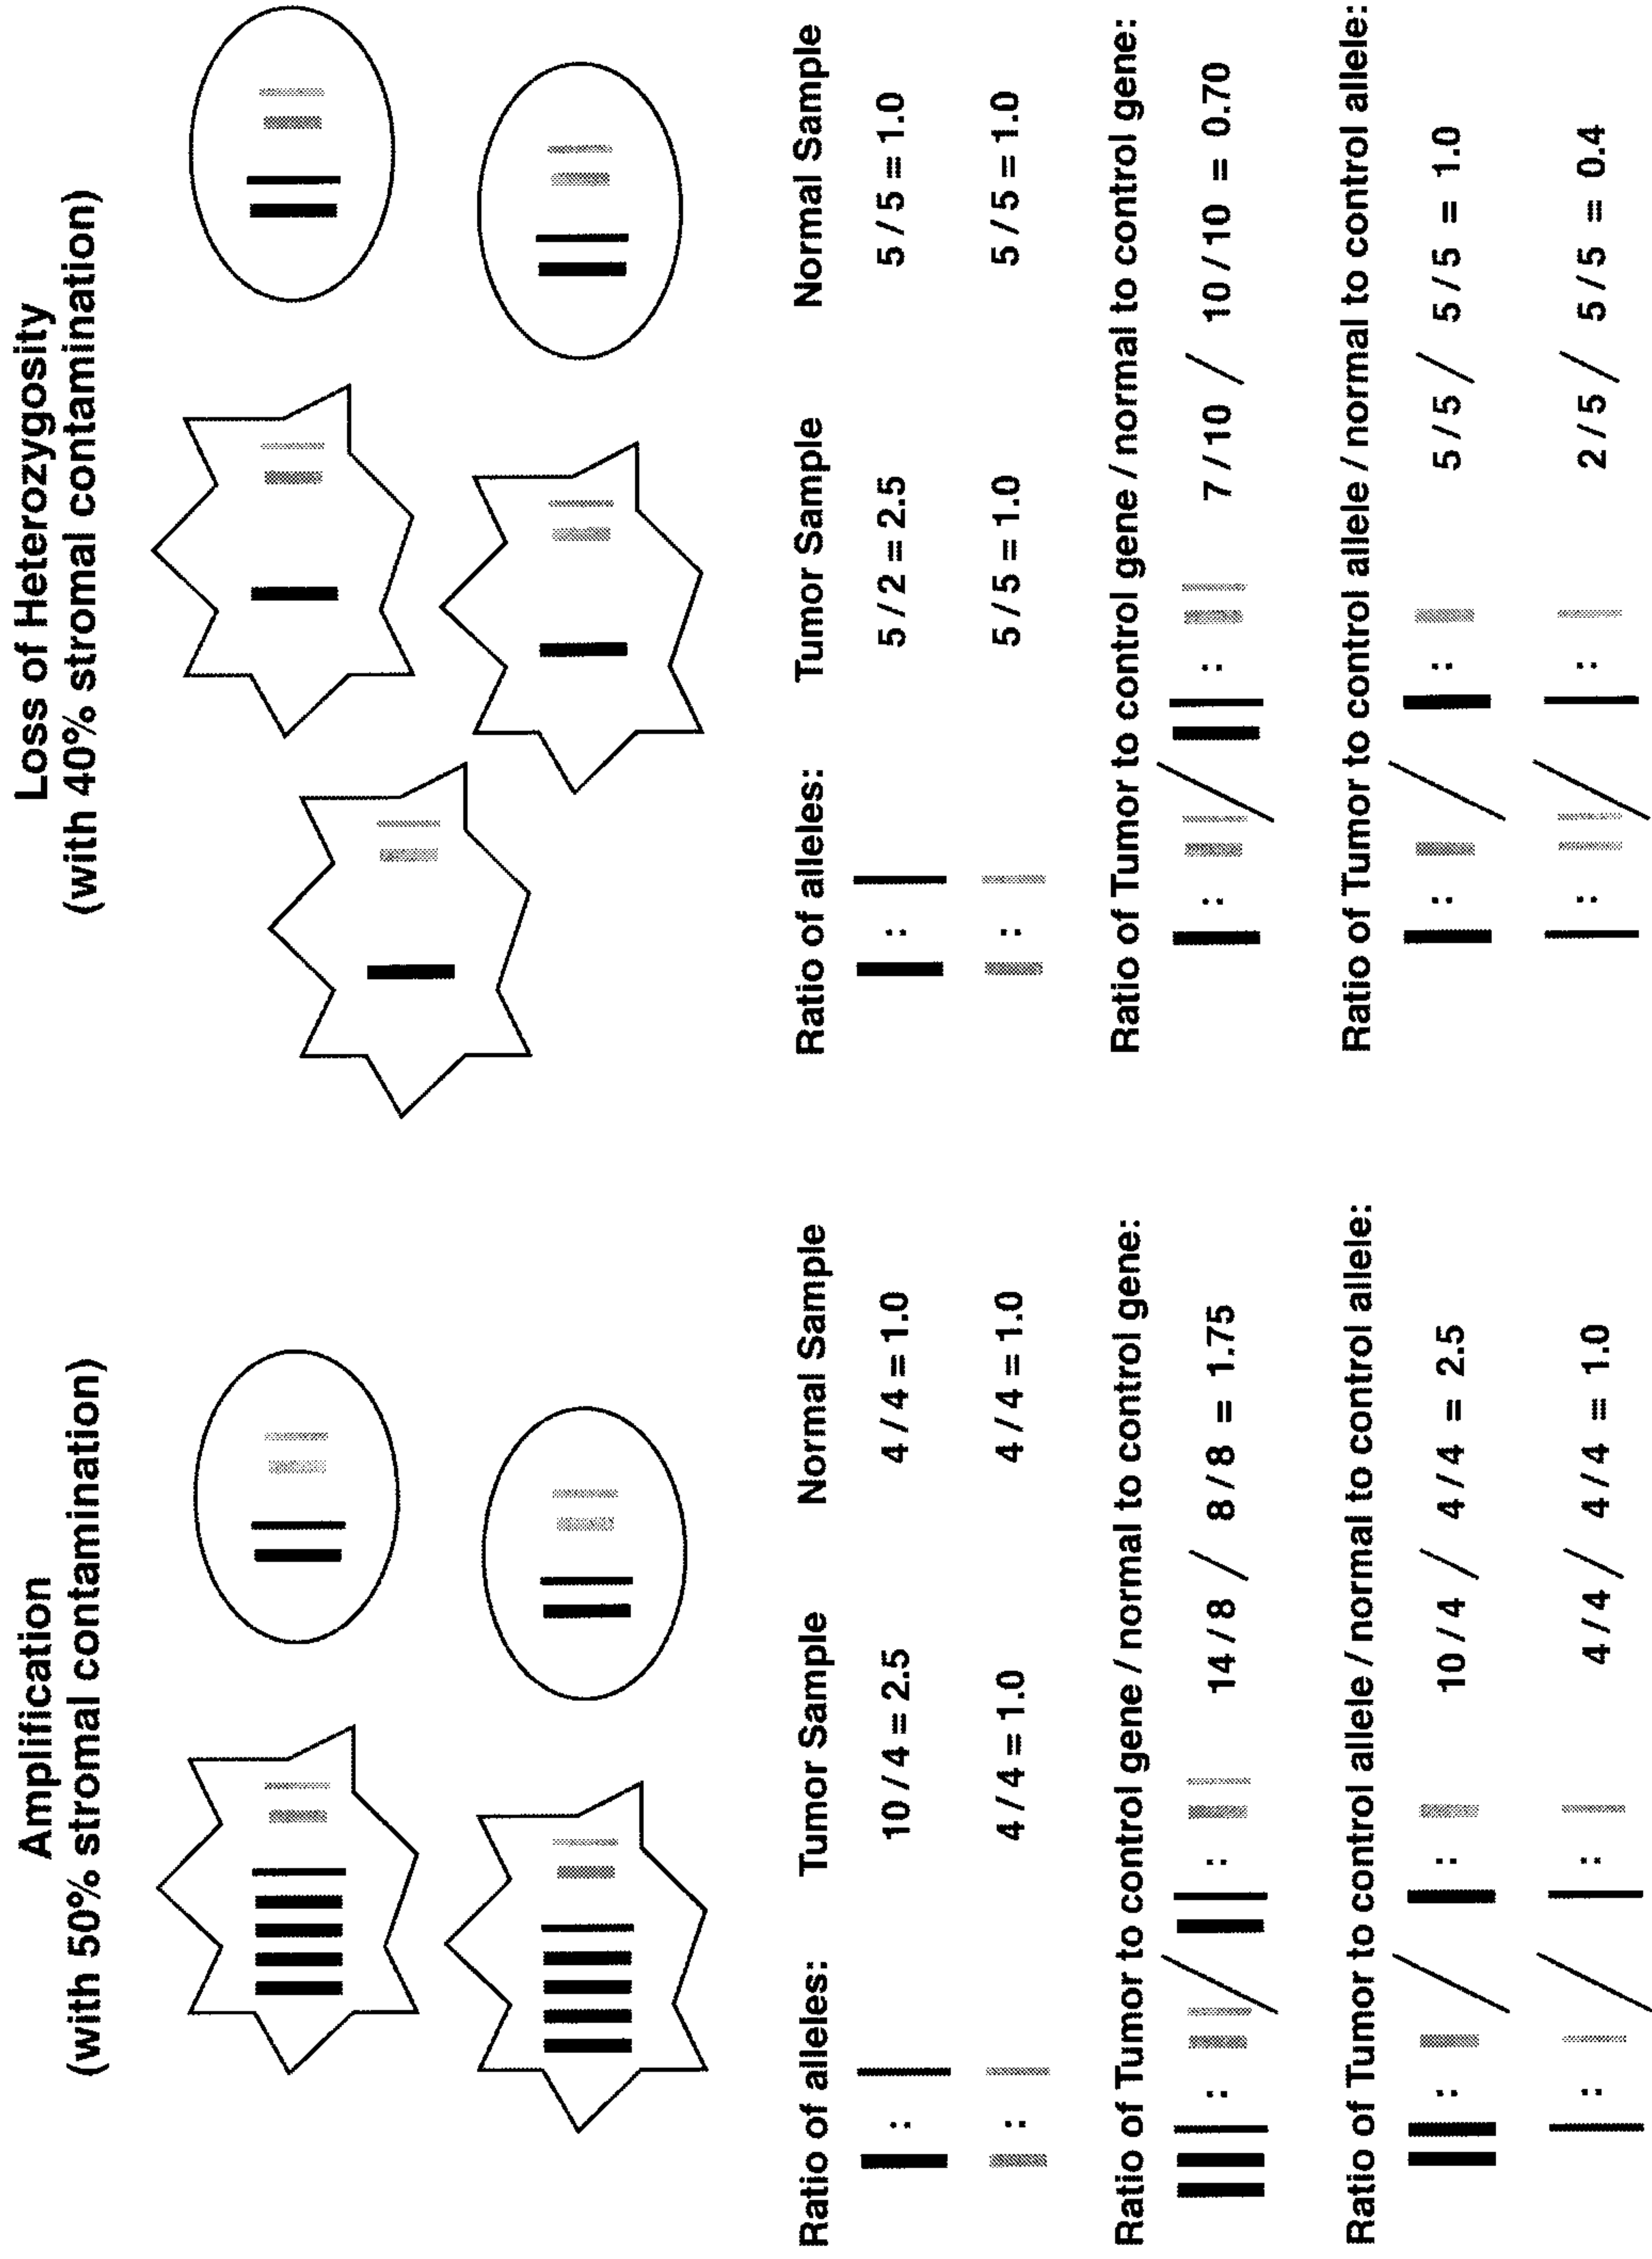 Amplification
(with 50% stromal contamination)
Ratio of alleles: Tumor Sample Normal Sample
: 10 / 4 = 2.5 4 / 4 = 1.0
: 4 / 4 = 1.0 4 / 4 = 1.0
Ratio of Tumor to control gene / normal to control gene:
: / : 14 / 8 / 8 / 8 = 1.75
Ratio of Tumor to control allele / normal to control allele:
: / : 10 / 4 / 4 / 4 = 2.5
: / : 4 / 4 / 4 / 4 = 1.0
Loss of Heterozygosity
(with 40% stromal contamination)
Ratio of alleles: Tumor Sample Normal Sample
: 5 / 2 = 2.5 5 / 5 = 1.0
: 5 / 5 = 1.0 5 / 5 = 1.0
Ratio of Tumor to control gene / normal to control gene:
: / : 7 / 10 / 10 / 10 = 0.70
Ratio of Tumor to control allele / normal to control allele:
: / : 5 / 5 / 5 / 5 = 1.0
: / : 2 / 5 / 5 / 5 = 0.4